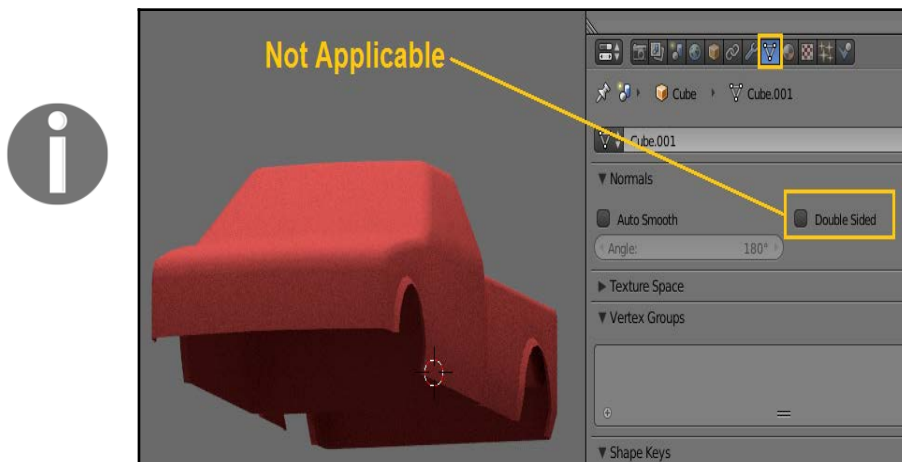 Not Applicable
Cube
Cube.001
Cube.001
Normals
Auto Smooth
Double Sided
Angle: 180°
Texture Space
Vertex Groups
Shape Keys